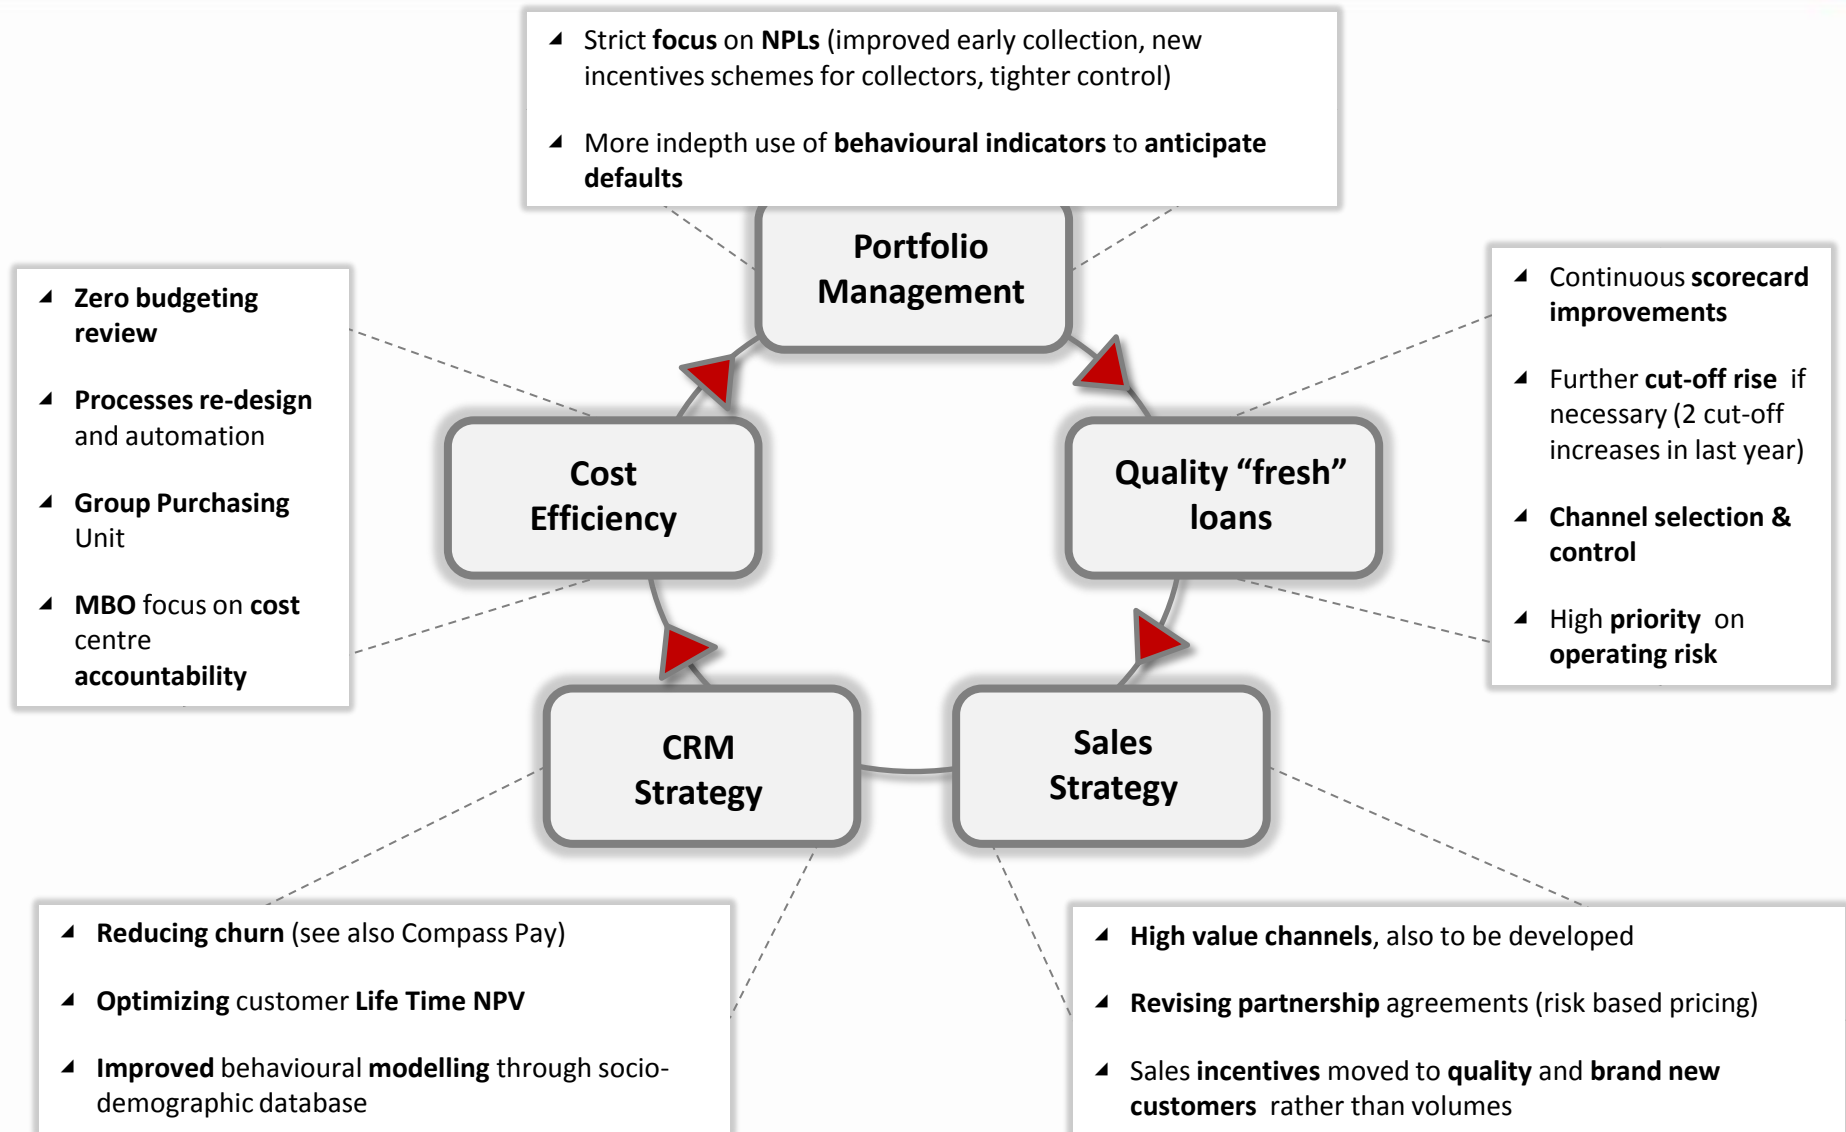 Strict focus on NPLs (improved early collection, new
incentives schemes for collectors, tighter control)
More indepth use of behavioural indicators to anticipate
defaults
Portfolio
Management
Zero budgeting
review
Processes re-design
and automation
Group Purchasing
Unit
MBO focus on cost
centre
accountability
Cost
Efficiency
Quality “fresh”
loans
Continuous scorecard
improvements
Further cut-off rise if
necessary (2 cut-off
increases in last year)
Channel selection &
control
High priority on
operating risk
CRM
Strategy
Sales
Strategy
Reducing churn (see also Compass Pay)
Optimizing customer Life Time NPV
Improved behavioural modelling through socio-
demographic database
High value channels, also to be developed
Revising partnership agreements (risk based pricing)
Sales incentives moved to quality and brand new
customers rather than volumes